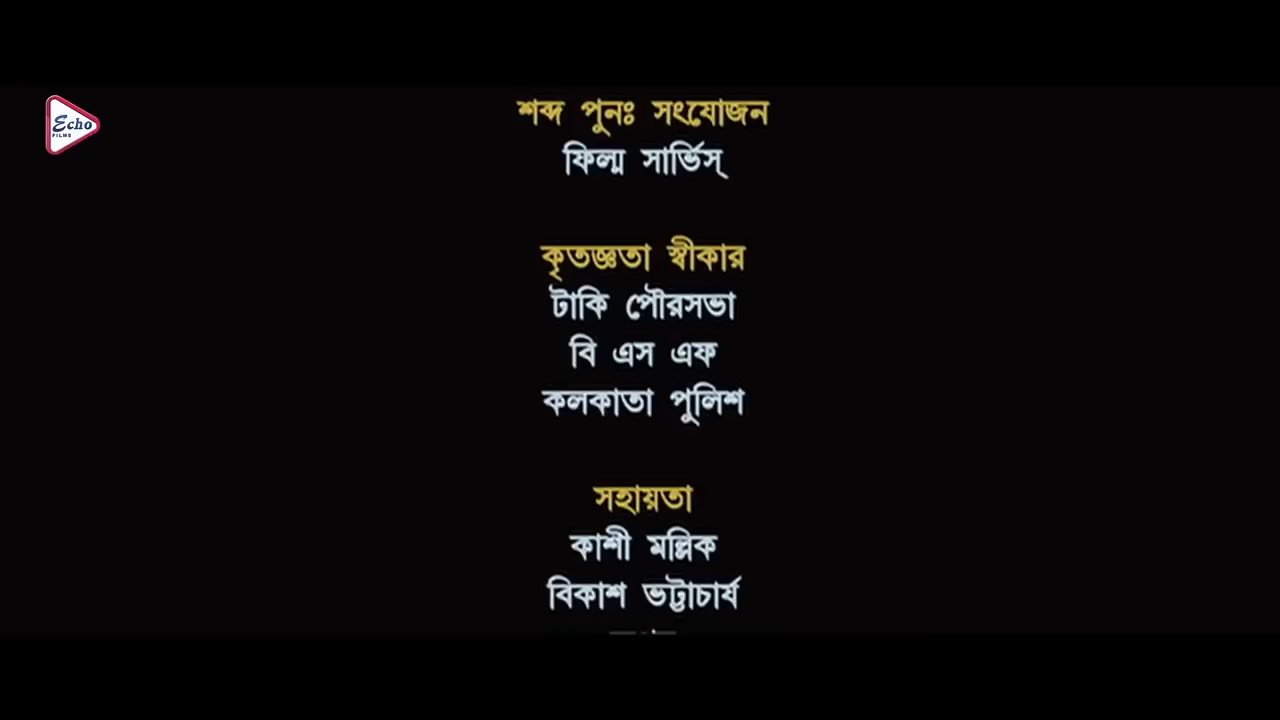 Echo
FILMS
শব্দ পুনঃ সংযোজন
ফিল্ম সার্ভিস্
কৃতজ্ঞতা স্বীকার
টাকি পৌরসভা
বি এস এফ
কলকাতা পুলিশ
সহায়তা
কাশী মল্লিক
বিকাশ ভট্টাচার্য